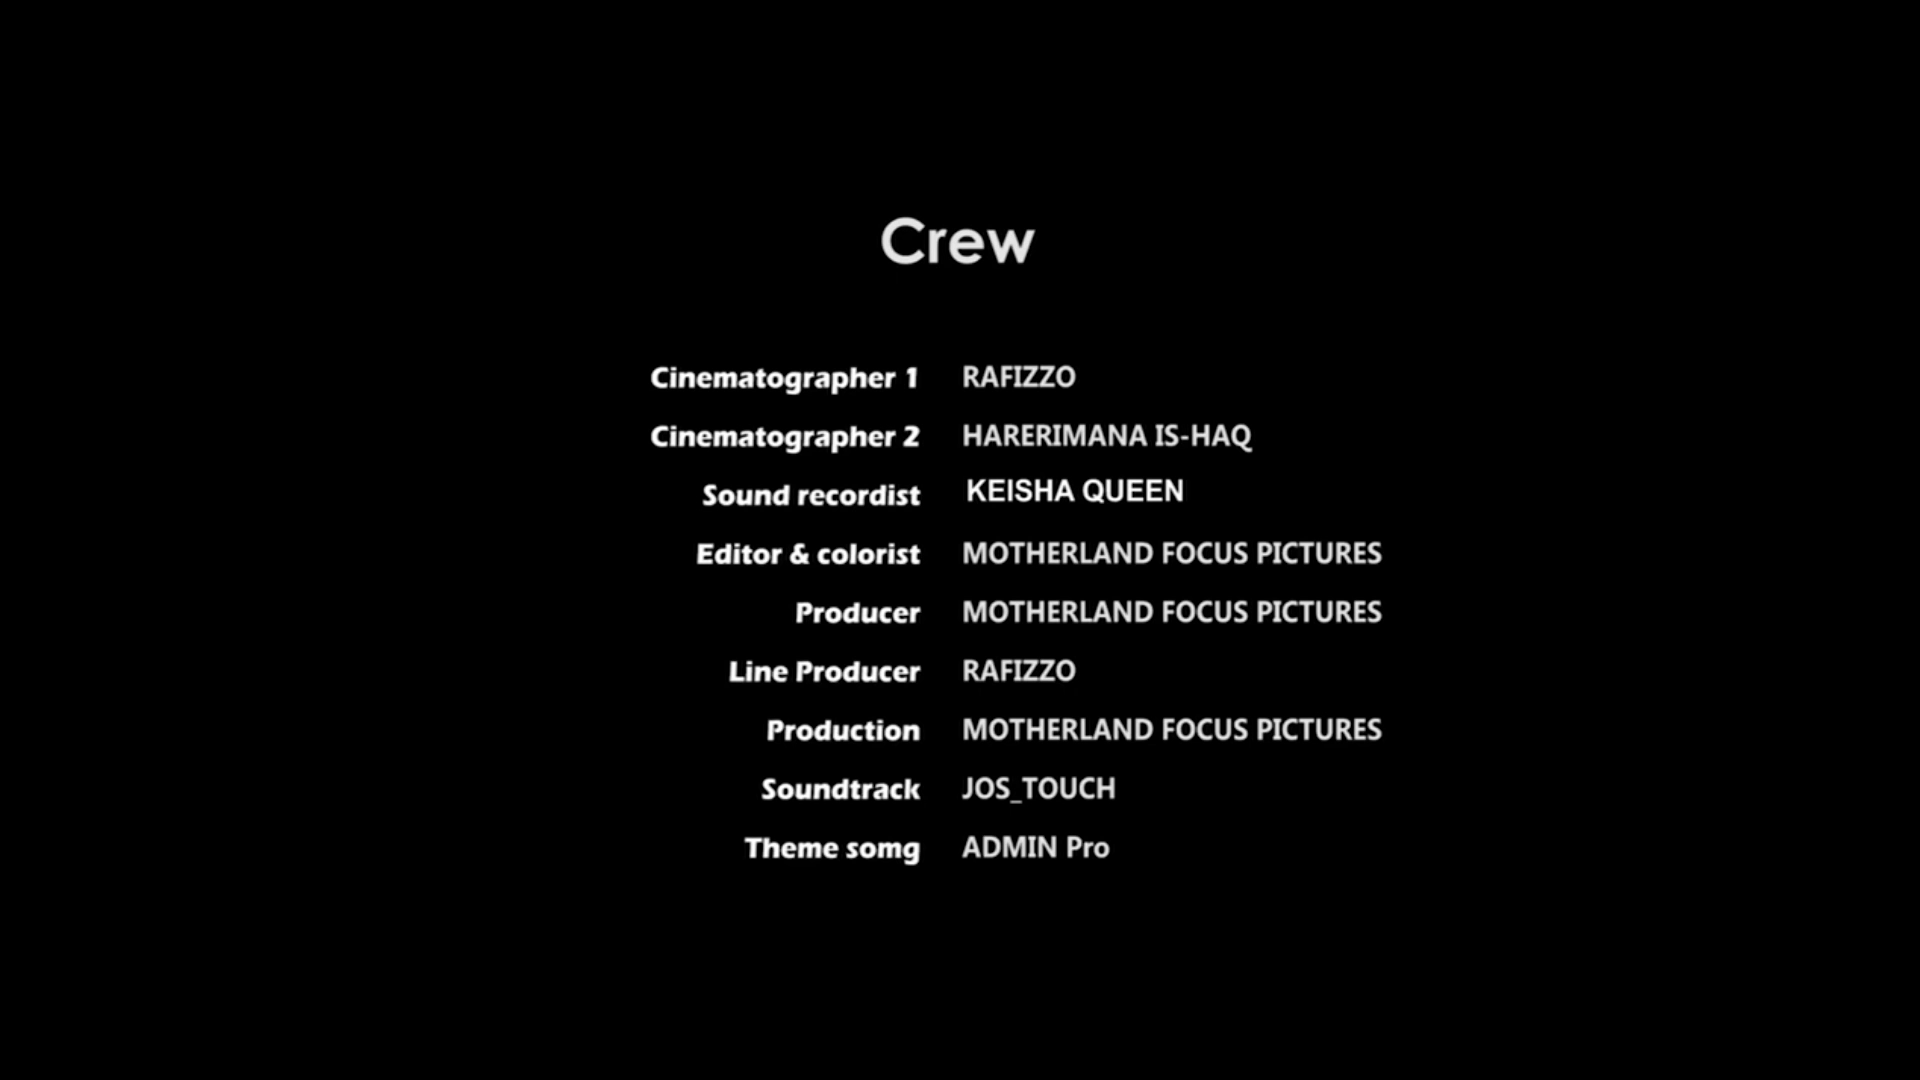 Crew
Cinematographer 1 RAFIZZO
Cinematographer 2 HARERIMANA IS-HAQ
Sound recordist KEISHA QUEEN
Editor & colorist MOTHERLAND FOCUS PICTURES
Producer MOTHERLAND FOCUS PICTURES
Line Producer RAFIZZO
Production MOTHERLAND FOCUS PICTURES
Soundtrack JOS_TOUCH
Theme somg ADMIN Pro